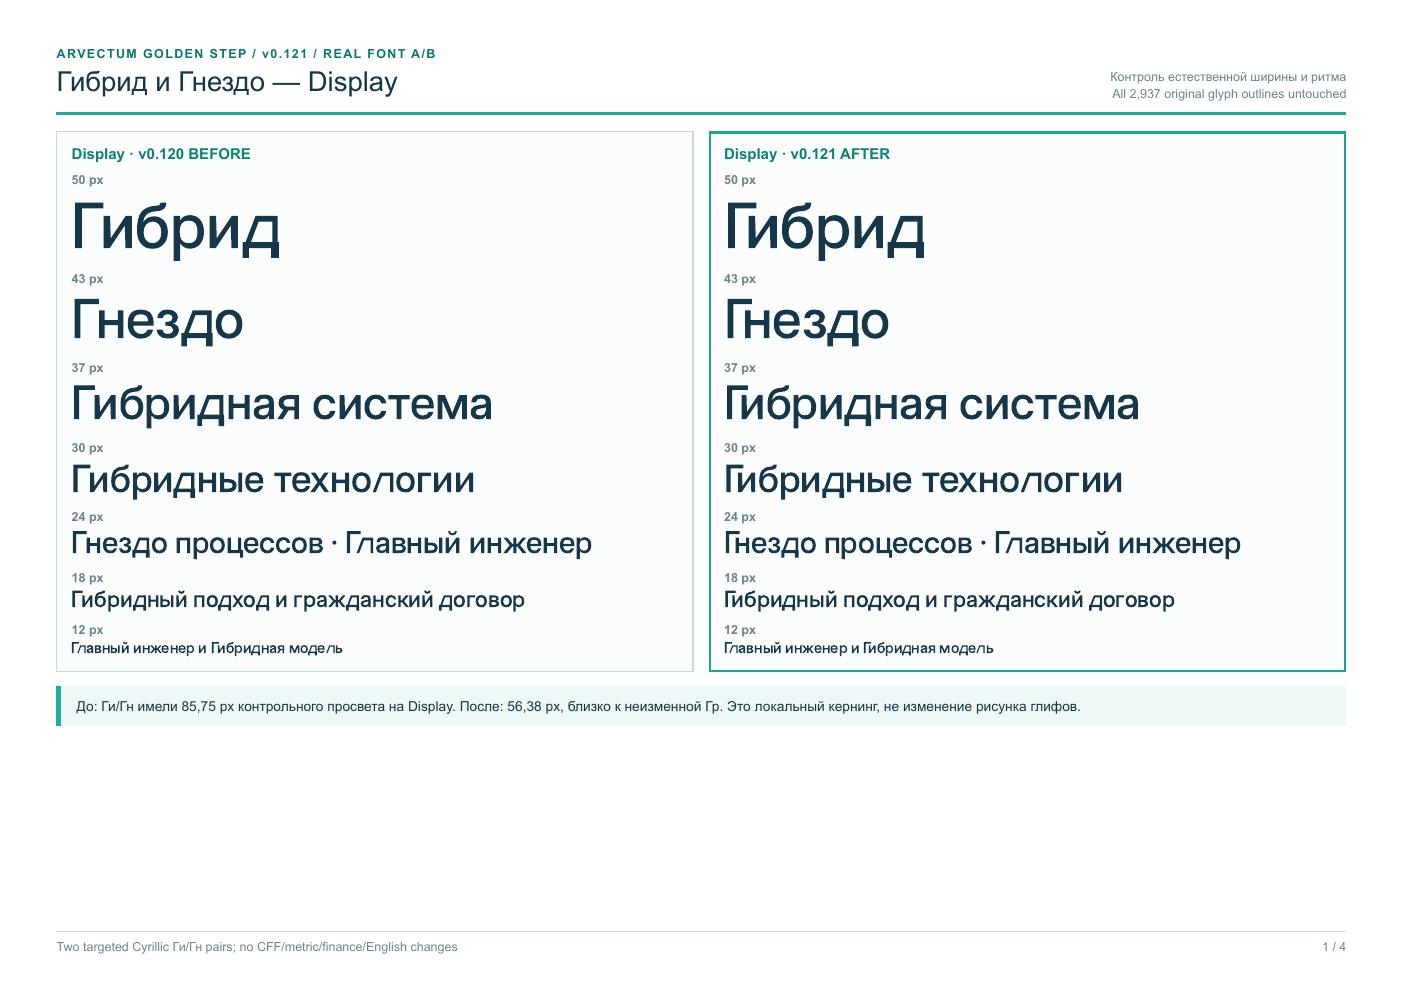 ARVECTUM GOLDEN STEP / v0.121 / REAL FONT A/B
Гибрид и Гнездо — Display
Контроль естественной ширины и ритма
All 2,937 original glyph outlines untouched
Display · v0.120 BEFORE
50 px
Гибрид
43 px
Гнездо
37 px
Гибридная система
30 px
Гибридные технологии
24 px
Гнездо процессов · Главный инженер
18 px
Гибридный подход и гражданский договор
12 px
Главный инженер и Гибридная модель
Display · v0.121 AFTER
50 px
Гибрид
43 px
Гнездо
37 px
Гибридная система
30 px
Гибридные технологии
24 px
Гнездо процессов · Главный инженер
18 px
Гибридный подход и гражданский договор
12 px
Главный инженер и Гибридная модель
До: Ги/Гн имели 85,75 px контрольного просвета на Display. После: 56,38 px, близко к неизменной Гр. Это локальный кернинг, не изменение рисунка глифов.
Two targeted Cyrillic Ги/Гн pairs; no CFF/metric/finance/English changes
1 / 4